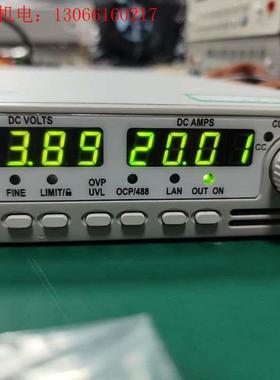 机电：13066160217
DC VOLTS
DC AMPS
3.89
20.01
CC
FINE
LIMIT/
OVP
UVL
OCP/488
LAN
OUT ON